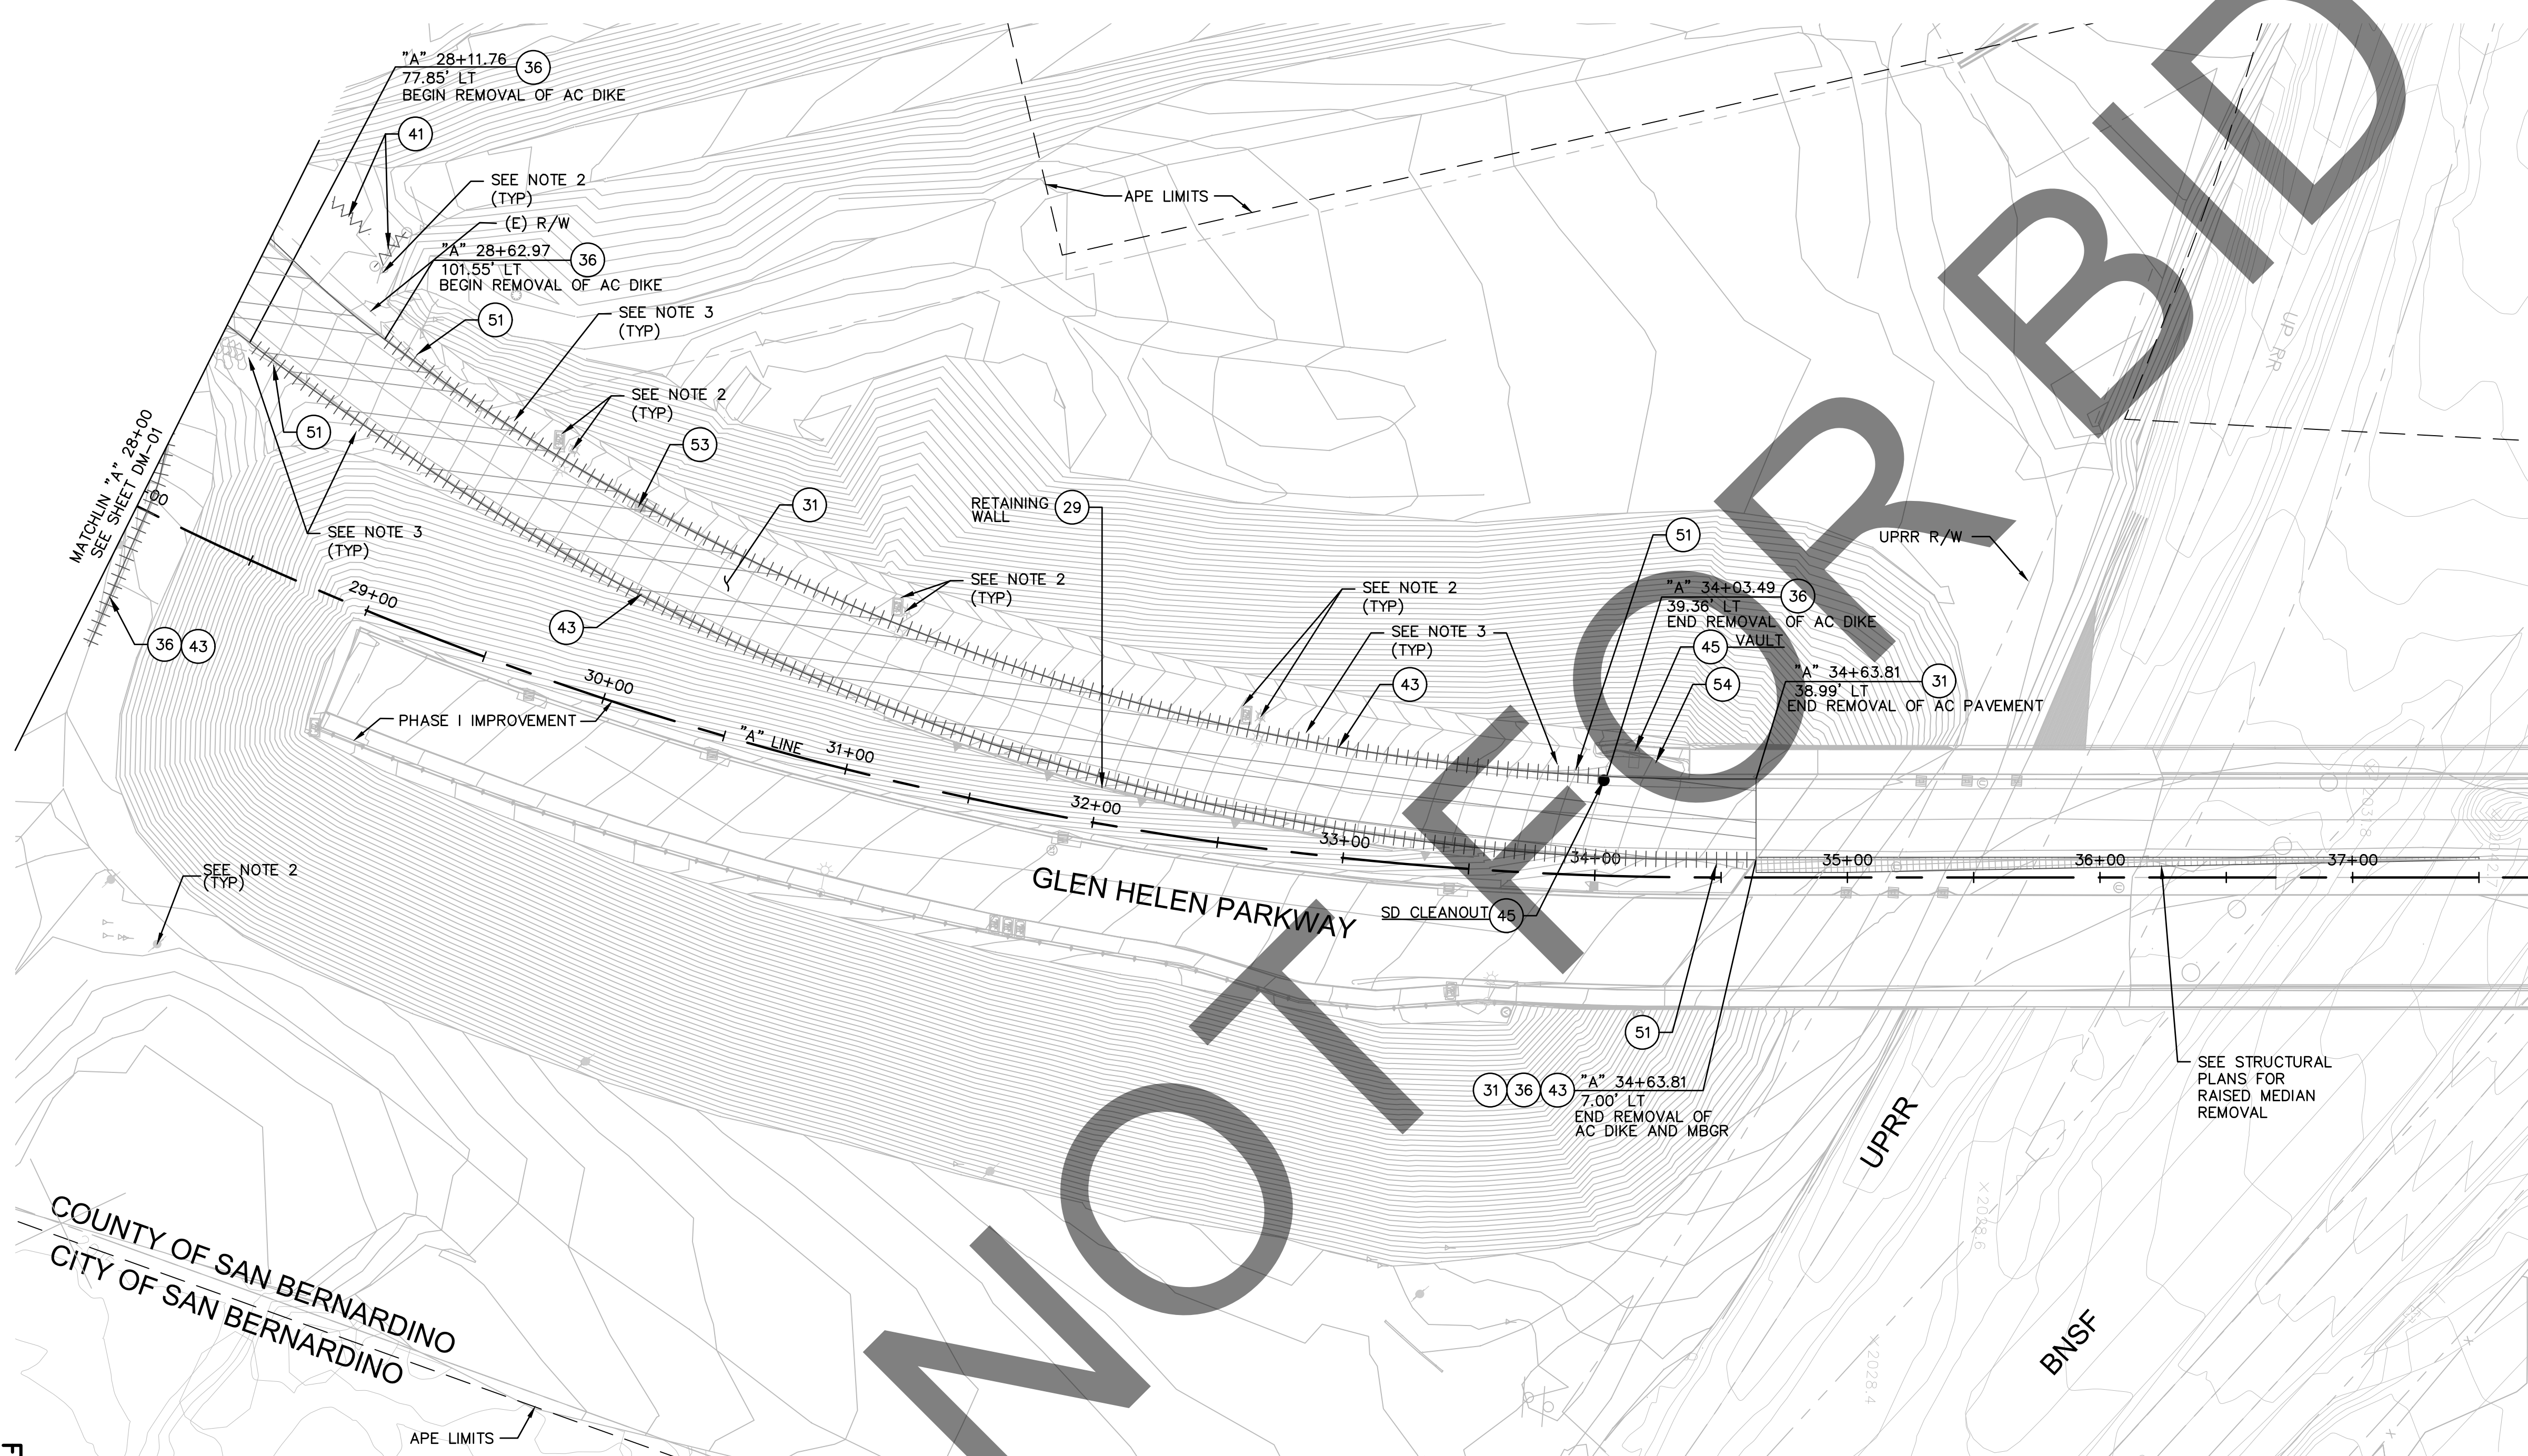 "A" 28+11.76
36
77.85' LT
BEGIN REMOVAL OF AC DIKE
41
SEE NOTE 2
(TYP)
(E) R/W
"A" 28+62.97
36
101.55' LT
BEGIN REMOVAL OF AC DIKE
51
SEE NOTE 3
(TYP)
APE LIMITS
UP RR
SEE NOTE 2
(TYP)
53
51
MATCHLIN "A" 28+00
SEE SHEET DM-01
SEE NOTE 3
(TYP)
31
RETAINING
WALL
29
51
UPRR R/W
SEE NOTE 2
(TYP)
SEE NOTE 2
(TYP)
"A" 34+03.49
36
39.36' LT
END REMOVAL OF AC DIKE
SEE NOTE 3
(TYP)
45
VAULT
43
54
"A" 34+63.81
31
38.99' LT
END REMOVAL OF AC PAVEMENT
36
43
43
29+00
30+00
PHASE I IMPROVEMENT
"A" LINE
31+00
32+00
33+00
34+00
35+00
36+00
37+00
SEE NOTE 2
(TYP)
GLEN HELEN PARKWAY
SD CLEANOUT
45
51
31
36
43
"A" 34+63.81
7.00' LT
END REMOVAL OF
AC DIKE AND MBGR
SEE STRUCTURAL
PLANS FOR
RAISED MEDIAN
REMOVAL
UPRR
BNSF
X2028.6
X2028.4
COUNTY OF SAN BERNARDINO
CITY OF SAN BERNARDINO
APE LIMITS
NOT FOR BID